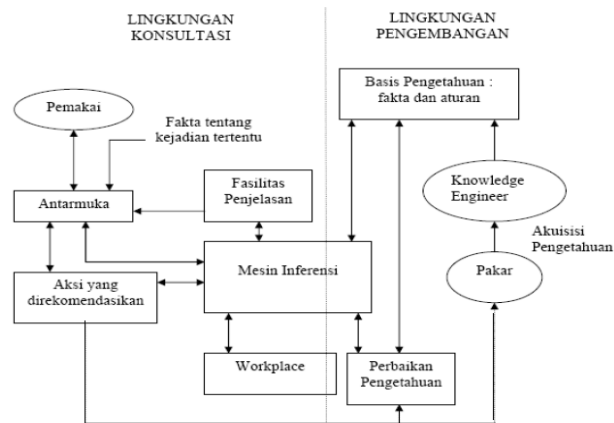 LINGKUNGAN
KONSULTASI
LINGKUNGAN
PENGEMBANGAN
Pemakai
Fakta tentang
kejadian tertentu
Basis Pengetahuan :
fakta dan aturan
Antarmuka
Fasilitas
Penjelasan
Knowledge
Engineer
Akuisisi
Pengetahuan
Aksi yang
direkomendasikan
Mesin Inferensi
Pakar
Workplace
Perbaikan
Pengetahuan